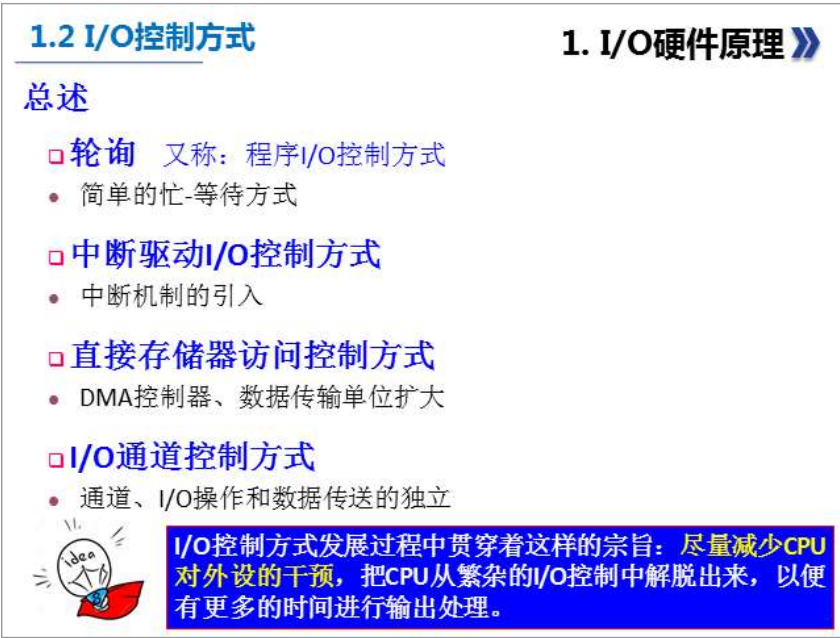 1.2 I/O控制方式
1. I/O硬件原理
总述
轮询 又称：程序I/O控制方式
简单的忙-等待方式
中断驱动I/O控制方式
中断机制的引入
直接存储器访问控制方式
DMA控制器、数据传输单位扩大
I/O通道控制方式
通道、I/O操作和数据传送的独立
idea
I/O控制方式发展过程中贯穿着这样的宗旨：尽量减少CPU
对外设的干预，把CPU从繁杂的I/O控制中解脱出来，以便
有更多的时间进行输出处理。